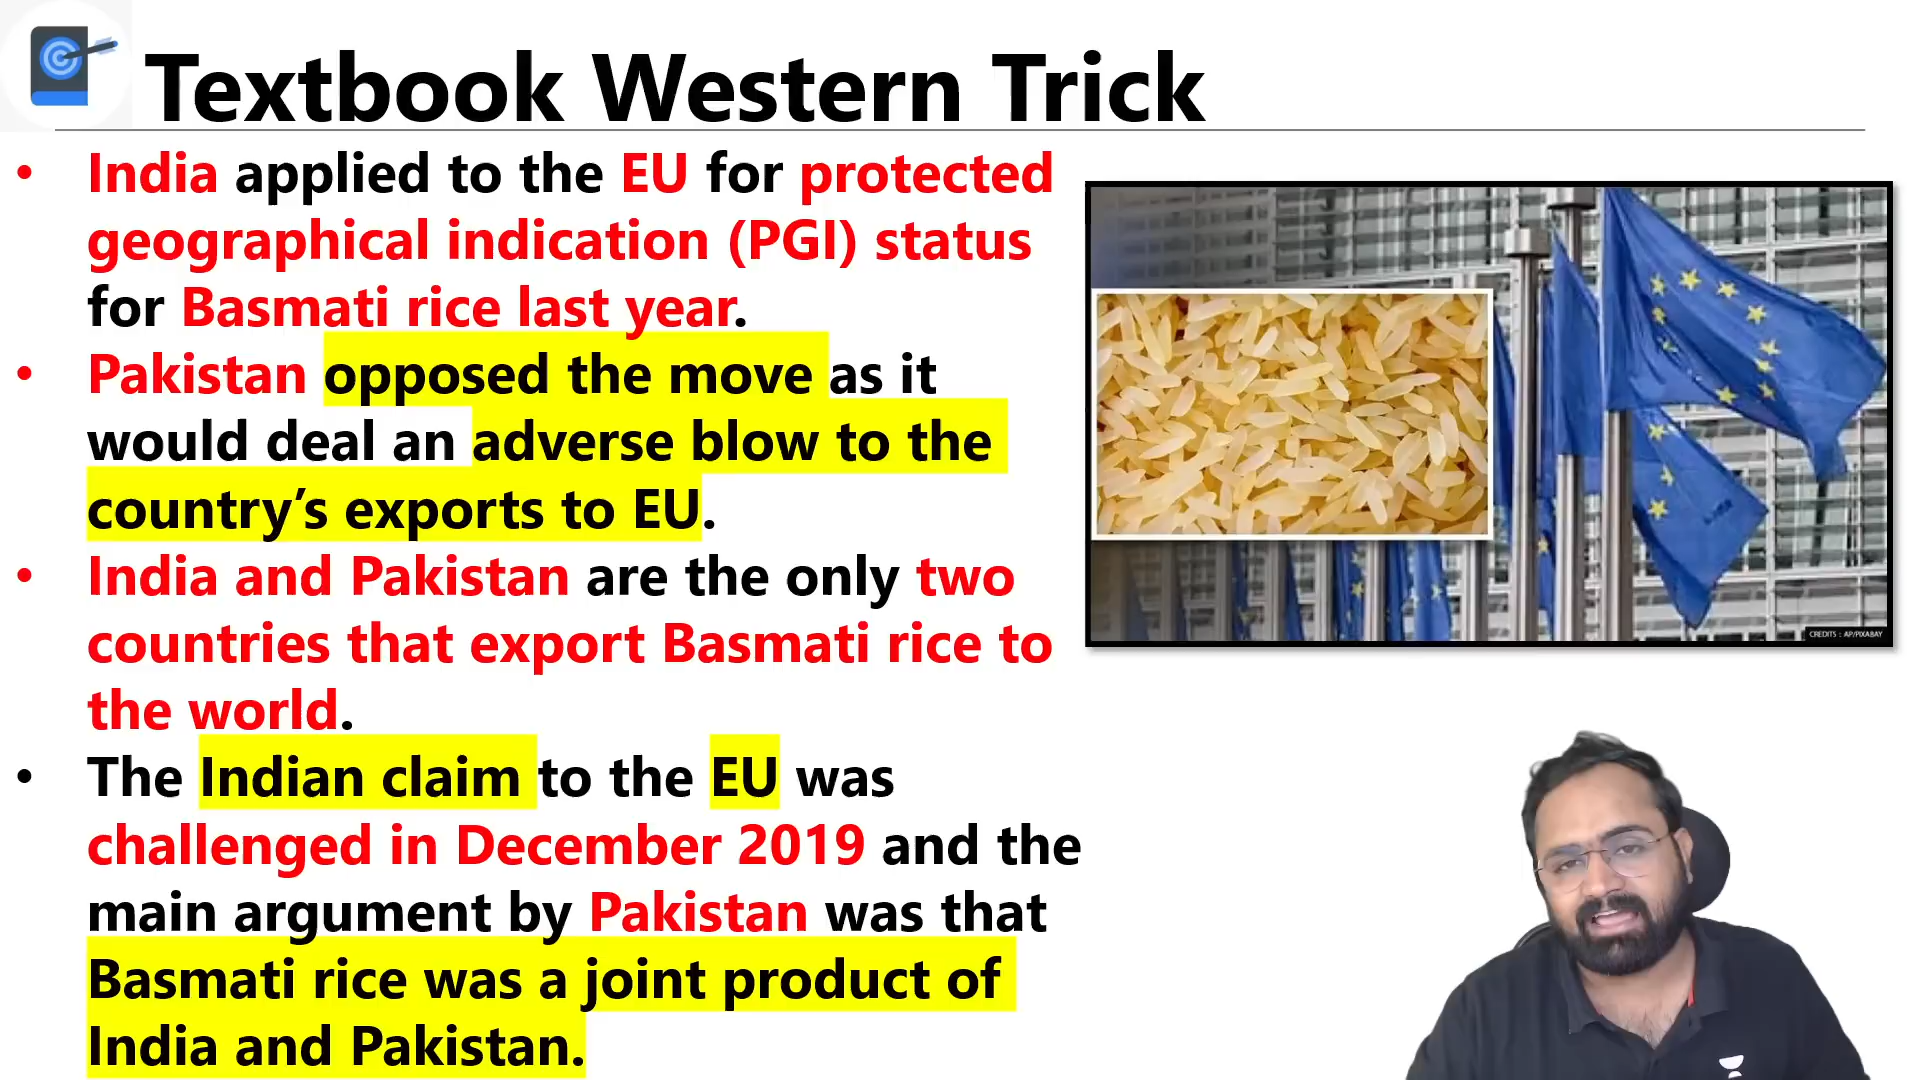 Textbook Western Trick
• India applied to the EU for protected
geographical indication (PGI) status
for Basmati rice last year.
• Pakistan opposed the move as it
would deal an adverse blow to the
country’s exports to EU.
• India and Pakistan are the only two
countries that export Basmati rice to
the world.
• The Indian claim to the EU was
challenged in December 2019 and the
main argument by Pakistan was that
Basmati rice was a joint product of
India and Pakistan.
CREDITS : AP/PIXABAY